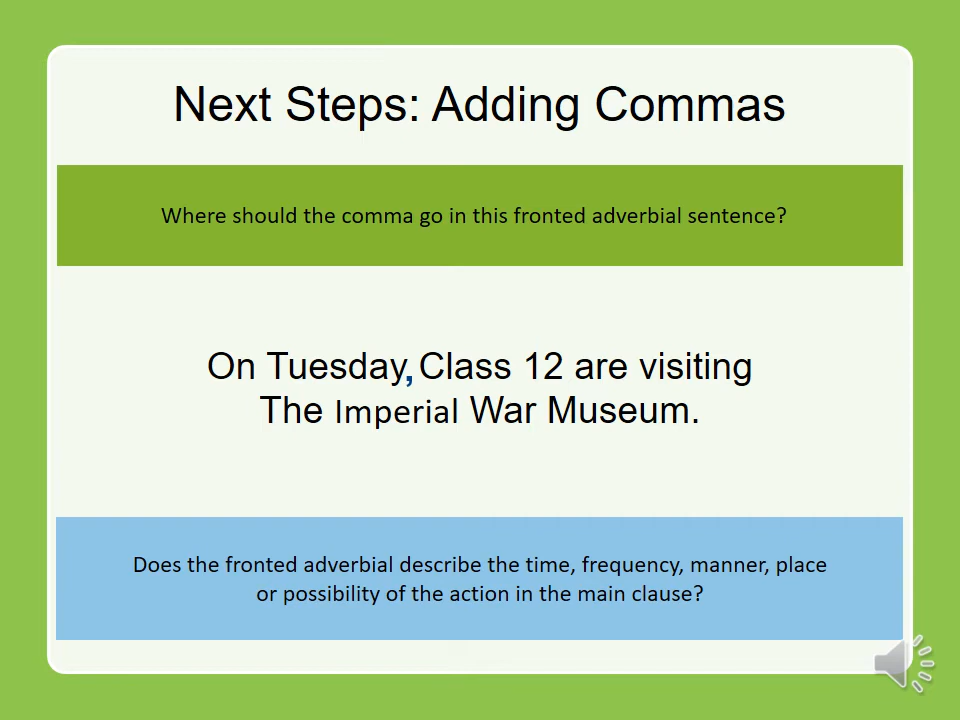 Next Steps: Adding Commas
Where should the comma go in this fronted adverbial sentence?
On Tuesday, Class 12 are visiting
The Imperial War Museum.
Does the fronted adverbial describe the time, frequency, manner, place
or possibility of the action in the main clause?